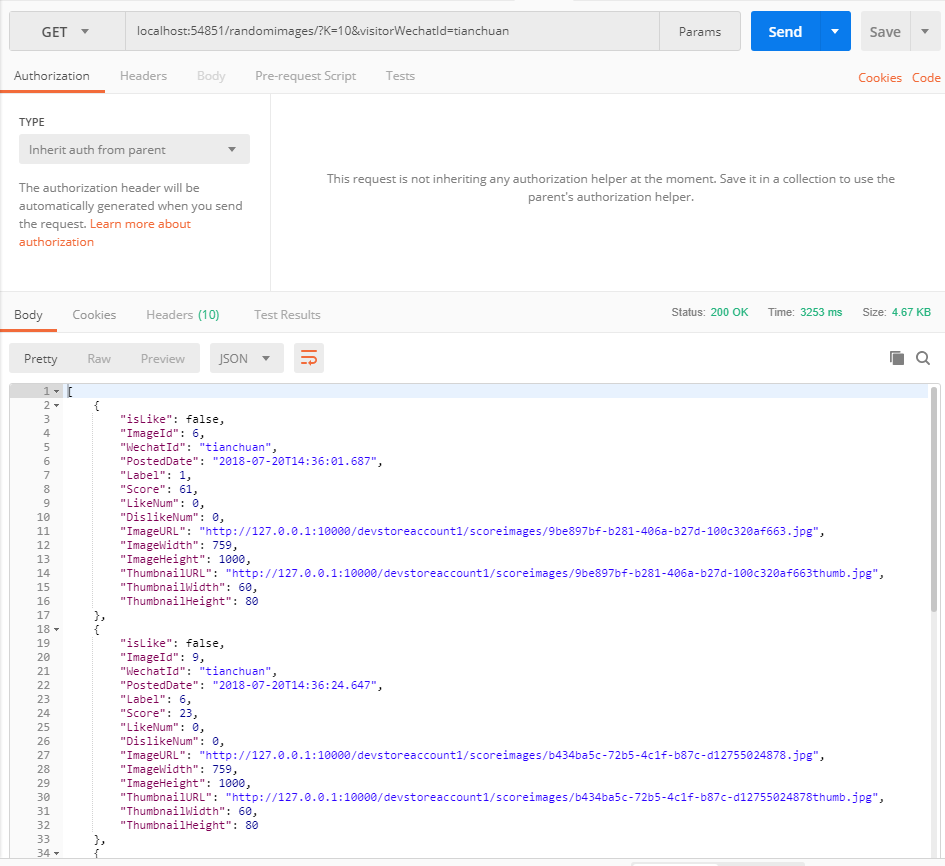 GET localhost:54851/randomimages/?K=10&visitorWechatId=tianchuan Params Send Save
Authorization Headers Body Pre-request Script Tests Cookies Code
TYPE
Inherit auth from parent
The authorization header will be
automatically generated when you send
the request. Learn more about
authorization
This request is not inheriting any authorization helper at the moment. Save it in a collection to use the
parent's authorization helper.
Body Cookies Headers (10) Test Results Status: 200 OK Time: 3253 ms Size: 4.67 KB
Pretty Raw Preview JSON
1 [
2 {
3 "isLike": false,
4 "ImageId": 6,
5 "WechatId": "tianchuan",
6 "PostedDate": "2018-07-20T14:36:01.687",
7 "Label": 1,
8 "Score": 61,
9 "LikeNum": 0,
10 "DislikeNum": 0,
11 "ImageURL": "http://127.0.0.1:10000/devstoreaccount1/scoreimages/9be897bf-b281-406a-b27d-100c320af663.jpg",
12 "ImageWidth": 759,
13 "ImageHeight": 1000,
14 "ThumbnailURL": "http://127.0.0.1:10000/devstoreaccount1/scoreimages/9be897bf-b281-406a-b27d-100c320af663thumb.jpg",
15 "ThumbnailWidth": 60,
16 "ThumbnailHeight": 80
17 },
18 {
19 "isLike": false,
20 "ImageId": 9,
21 "WechatId": "tianchuan",
22 "PostedDate": "2018-07-20T14:36:24.647",
23 "Label": 6,
24 "Score": 23,
25 "LikeNum": 0,
26 "DislikeNum": 0,
27 "ImageURL": "http://127.0.0.1:10000/devstoreaccount1/scoreimages/b434ba5c-72b5-4c1f-b87c-d12755024878.jpg",
28 "ImageWidth": 759,
29 "ImageHeight": 1000,
30 "ThumbnailURL": "http://127.0.0.1:10000/devstoreaccount1/scoreimages/b434ba5c-72b5-4c1f-b87c-d12755024878thumb.jpg",
31 "ThumbnailWidth": 60,
32 "ThumbnailHeight": 80
33 },
34 {